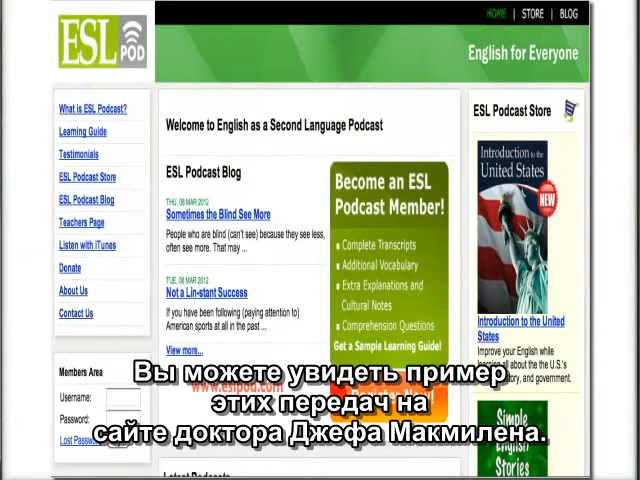 HOME | STORE | BLOG
ESL POD
English for Everyone
What is ESL Podcast?
Learning Guide
Testimonials
ESL Podcast Store
ESL Podcast Blog
Teachers Page
Listen with iTunes
Donate
About Us
Contact Us
Members Area
Username:
Password:
Lost Password
Welcome to English as a Second Language Podcast
ESL Podcast Blog
THU, 08 MAR 2012
Sometimes the Blind See More
People who are blind (can't see) because they see less,
often see more. That may ...
TUE, 06 MAR 2012
Not a Lin-stant Success
If you have been following (paying attention to)
American sports at all in the past ...
View more...
Become an ESL
Podcast Member!
Complete Transcripts
Additional Vocabulary
Extra Explanations and
Cultural Notes
Comprehension Questions
Get a Sample Learning Guide!
ESL Podcast Store
Introduction to the
United States
NEW
Introduction to the United
States
Improve your English while
learning all about the the U.S.'s
history, and government.
Simple
English
Stories
www.eslpod.com
Вы можете увидеть пример
этих передач на
сайте доктора Джефа Макмилена.